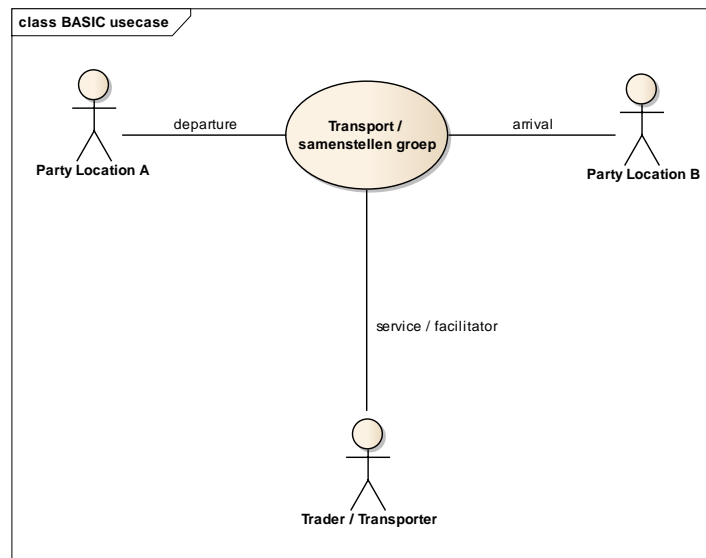 class BASIC usecase
departure
Transport /
samenstellen groep
arrival
Party Location A
Party Location B
service / facilitator
Trader / Transporter